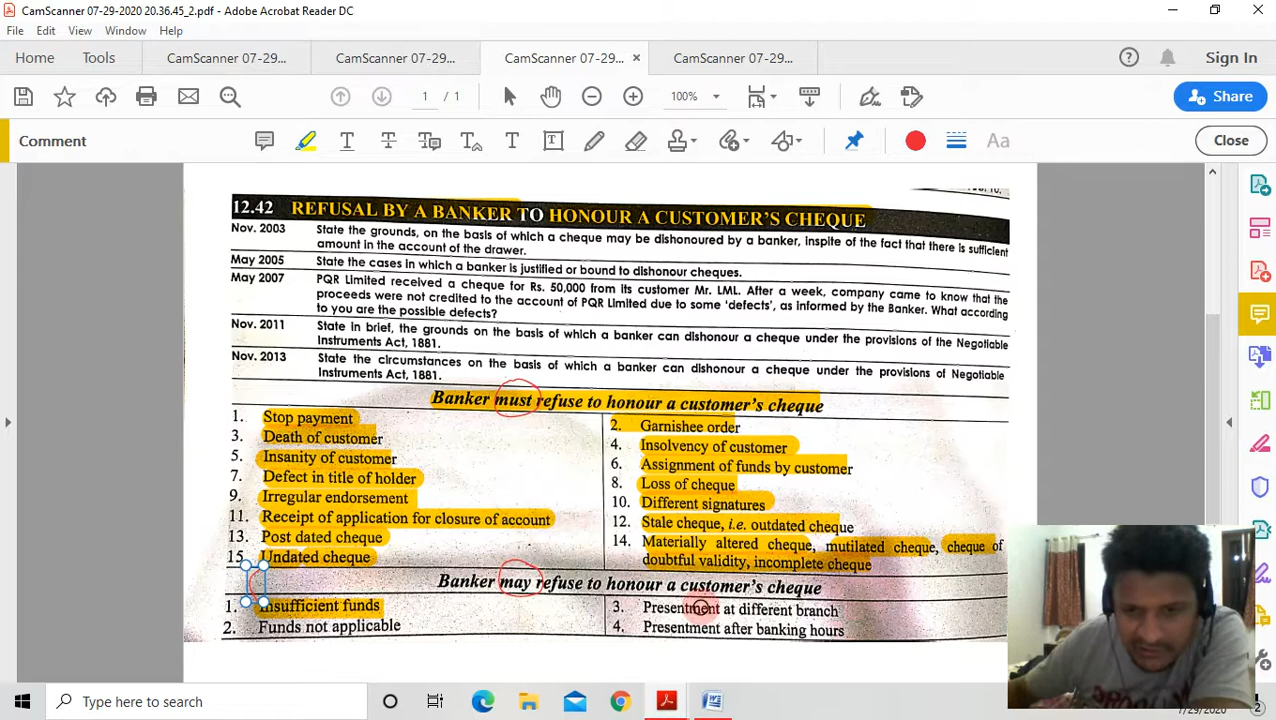 CamScanner 07-29-2020 20.36.45_2.pdf - Adobe Acrobat Reader DC
File Edit View Window Help
Home Tools CamScanner 07-29... CamScanner 07-29... CamScanner 07-29... × CamScanner 07-29... Sign In
1 / 1 100% Share
Comment Close
12.42 REFUSAL BY A BANKER TO HONOUR A CUSTOMER'S CHEQUE
Nov. 2003 State the grounds, on the basis of which a cheque may be dishonoured by a banker, inspite of the fact that there is sufficient
amount in the account of the drawer.
May 2005 State the cases in which a banker is justified or bound to dishonour cheques.
May 2007 PQR Limited received a cheque for Rs. 50,000 from its customer Mr. LML. After a week, company came to know that the
proceeds were not credited to the account of PQR Limited due to some 'defects', as informed by the Banker. What according
to you are the possible defects?
Nov. 2011 State in brief, the grounds on the basis of which a banker can dishonour a cheque under the provisions of the Negotiable
Instruments Act, 1881.
Nov. 2013 State the circumstances on the basis of which a banker can dishonour a cheque under the provisions of Negotiable
Instruments Act, 1881.
Banker must refuse to honour a customer's cheque
1. Stop payment 2. Garnishee order
3. Death of customer 4. Insolvency of customer
5. Insanity of customer 6. Assignment of funds by customer
7. Defect in title of holder 8. Loss of cheque
9. Irregular endorsement 10. Different signatures
11. Receipt of application for closure of account 12. Stale cheque, i.e. outdated cheque
13. Post dated cheque 14. Materially altered cheque, mutilated cheque, cheque of
15. Undated cheque doubtful validity, incomplete cheque
Banker may refuse to honour a customer's cheque
1. Insufficient funds 3. Presentment at different branch
2. Funds not applicable 4. Presentment after banking hours
Type here to search
7/29/2020